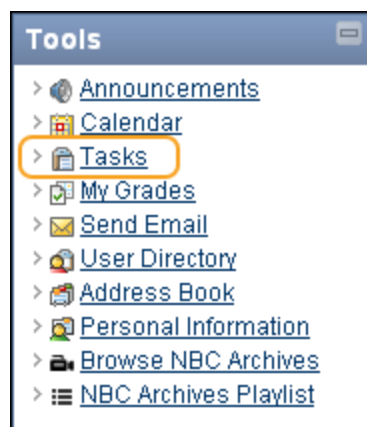 Tools
Announcements
Calendar
Tasks
My Grades
Send Email
User Directory
Address Book
Personal Information
Browse NBC Archives
NBC Archives Playlist